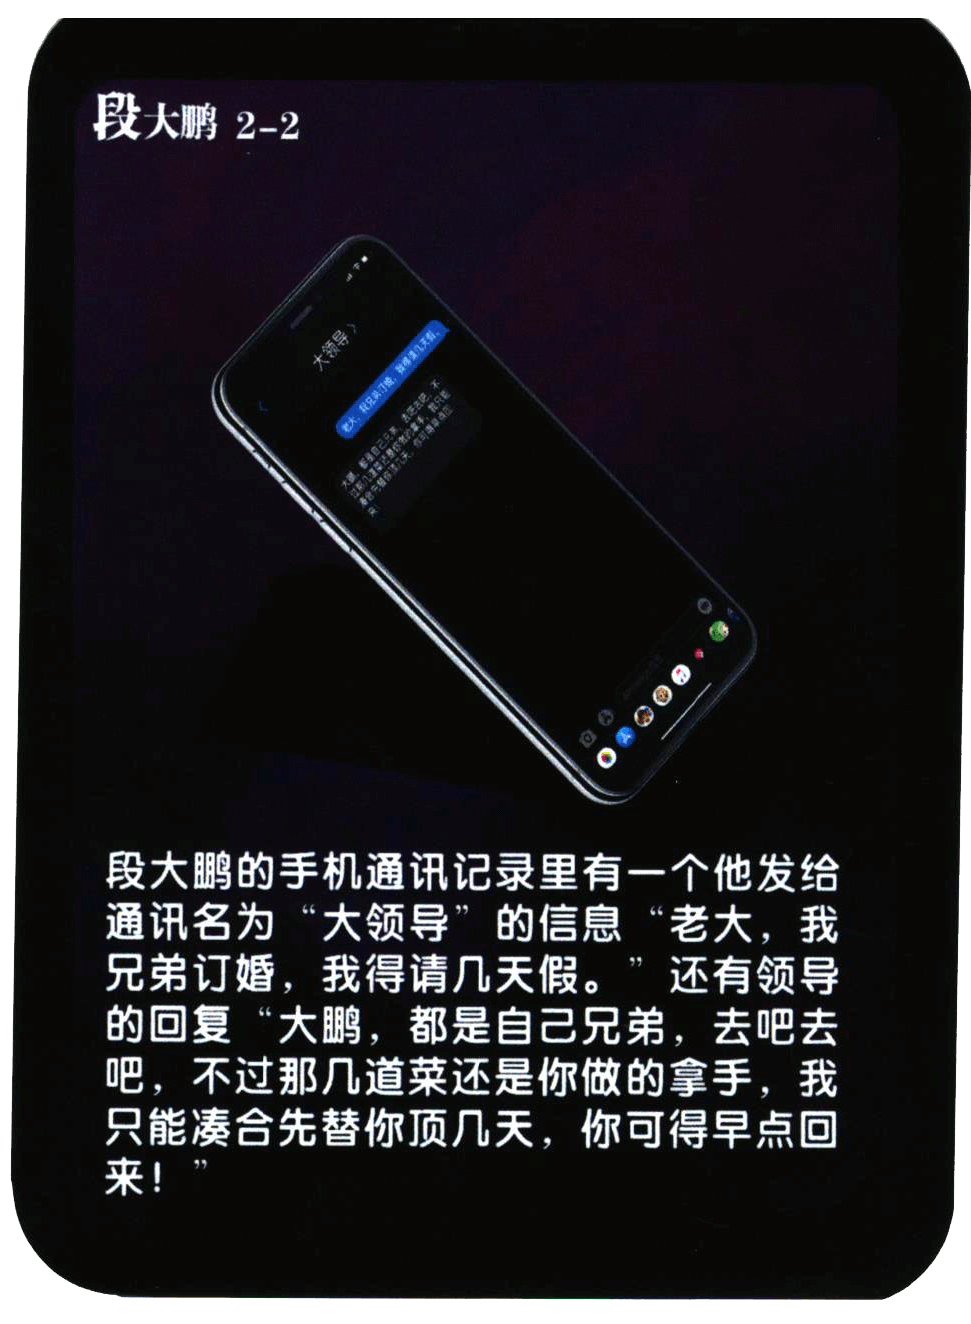 段大鹏 2-2
大领导
老大，我兄弟订婚，我得请几天假。
大鹏，都是自己兄弟，去吧去吧，不
过那几道菜还是你做的拿手，我只能
凑合先替你顶几天，你可得早点回
来！
段大鹏的手机通讯记录里有一个他发给
通讯名为“大领导”的信息“老大，我
兄弟订婚，我得请几天假。”还有领导
的回复“大鹏，都是自己兄弟，去吧去
吧，不过那几道菜还是你做的拿手，我
只能凑合先替你顶几天，你可得早点回
来！”